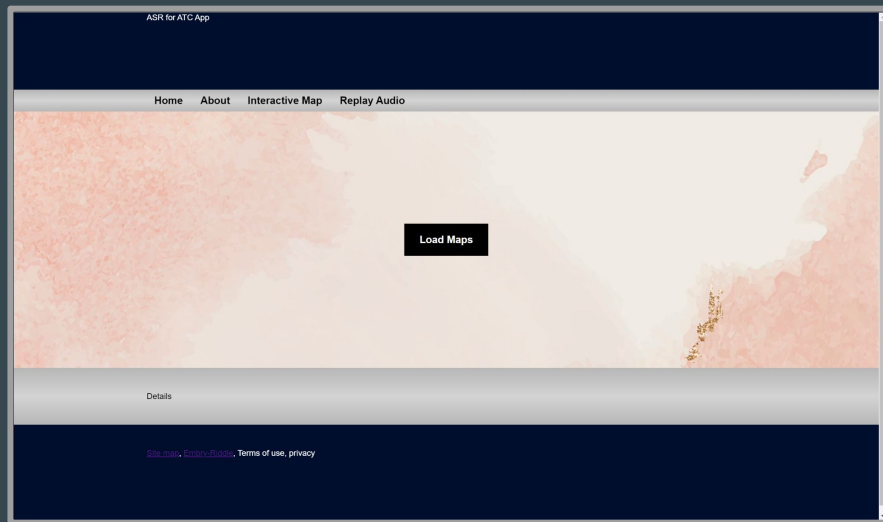 ASR for ATC App
Home About Interactive Map Replay Audio
Load Maps
Details
Site map, Embry-Riddle, Terms of use, privacy